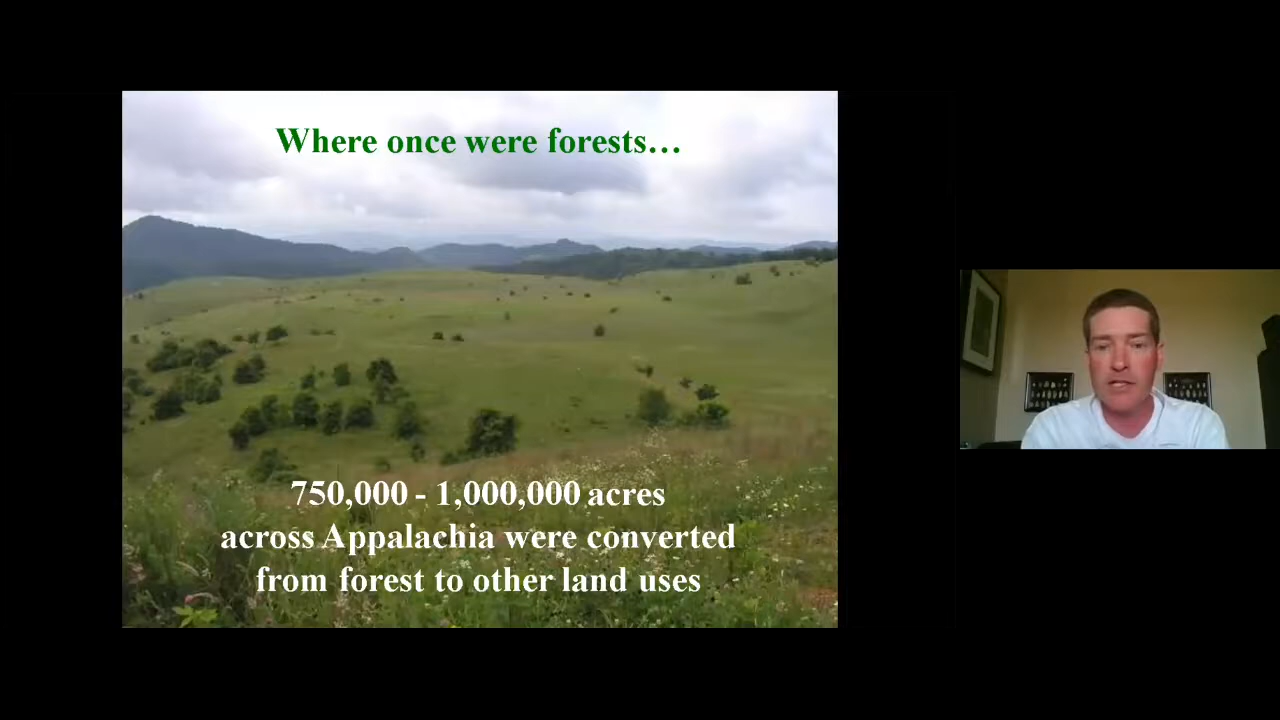 Where once were forests…
750,000 - 1,000,000 acres
across Appalachia were converted
from forest to other land uses